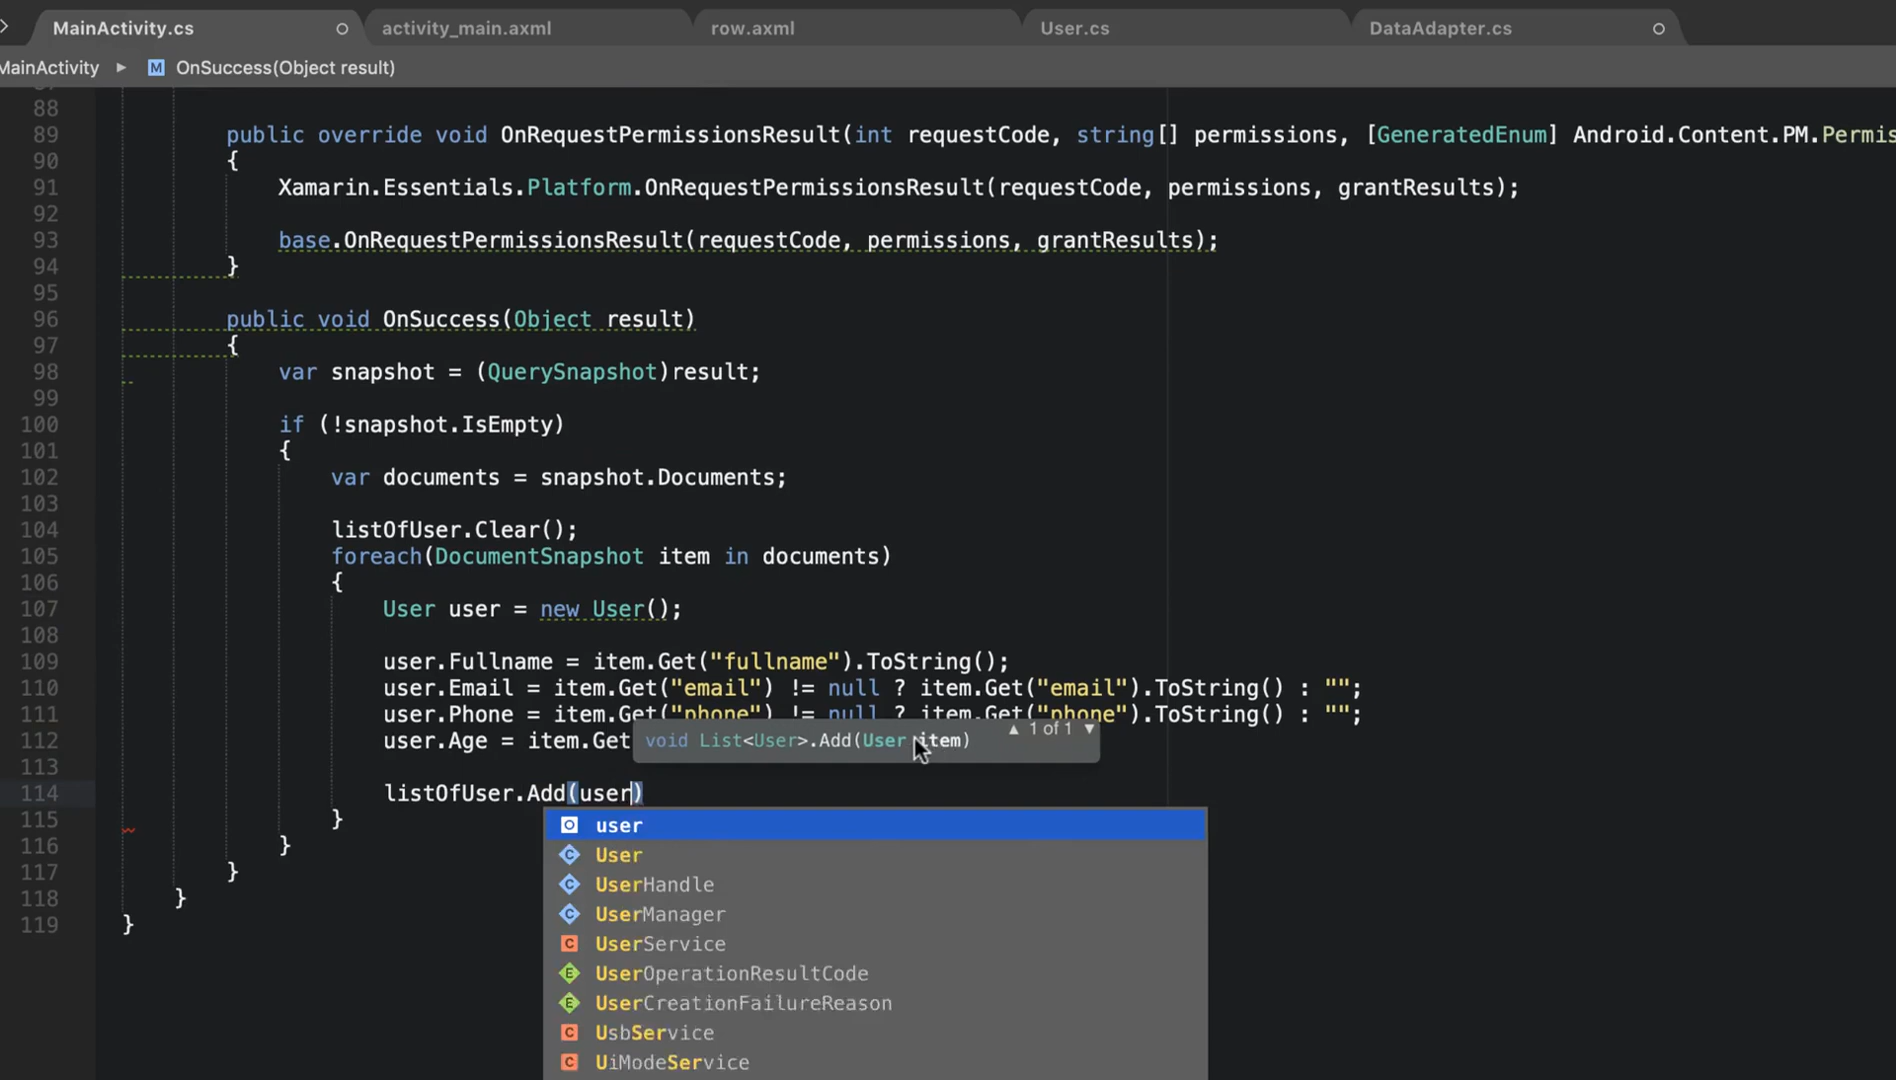 MainActivity.cs
activity_main.axml
row.axml
User.cs
DataAdapter.cs
MainActivity
M OnSuccess(Object result)
88
89 public override void OnRequestPermissionsResult(int requestCode, string[] permissions, [GeneratedEnum] Android.Content.PM.Permis
90 {
91 Xamarin.Essentials.Platform.OnRequestPermissionsResult(requestCode, permissions, grantResults);
92
93 base.OnRequestPermissionsResult(requestCode, permissions, grantResults);
94 }
95
96 public void OnSuccess(Object result)
97 {
98 var snapshot = (QuerySnapshot)result;
99
100 if (!snapshot.IsEmpty)
101 {
102 var documents = snapshot.Documents;
103
104 listOfUser.Clear();
105 foreach(DocumentSnapshot item in documents)
106 {
107 User user = new User();
108
109 user.Fullname = item.Get("fullname").ToString();
110 user.Email = item.Get("email") != null ? item.Get("email").ToString() : "";
111 user.Phone = item.Get("phone") != null ? item.Get("phone").ToString() : "";
112 user.Age = item.Get
void List<User>.Add(User item) 1 of 1
113
114 listOfUser.Add(user)
115 }
116 }
117 }
118 }
119 }
user
C User
C UserHandle
C UserManager
C UserService
E UserOperationResultCode
E UserCreationFailureReason
C UsbService
C UiModeService